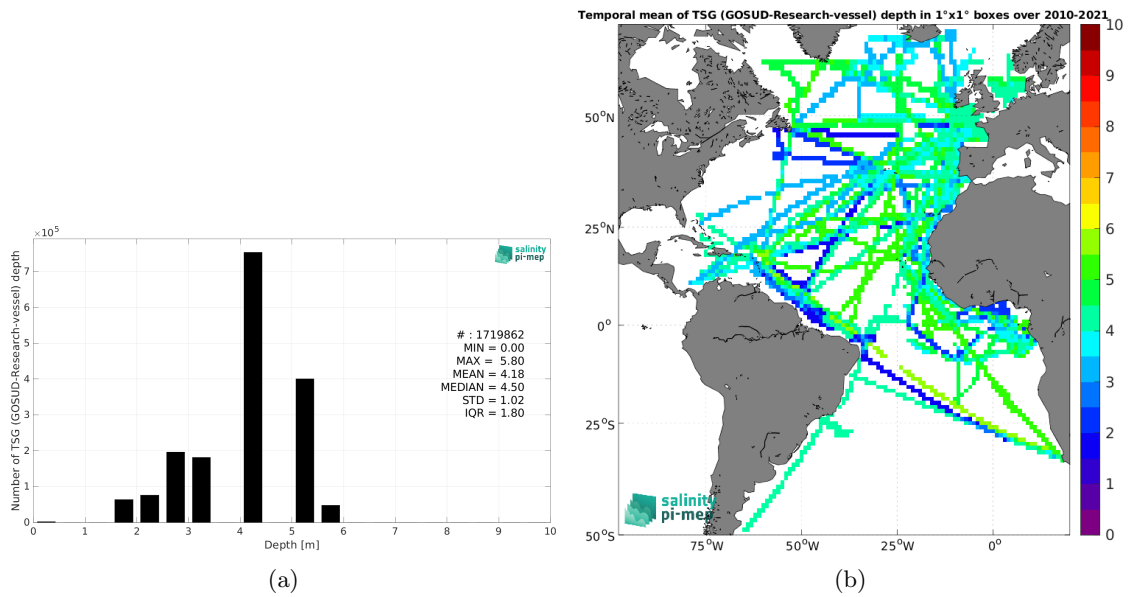 ×10⁵
Number of TSG (GOSUD-Research-vessel) depth
7
6
5
4
3
2
1
0
0 1 2 3 4 5 6 7 8 9 10
Depth [m]
salinity
pi-mep
# : 1719862
MIN = 0.00
MAX = 5.80
MEAN = 4.18
MEDIAN = 4.50
STD = 1.02
IQR = 1.80
(a)
Temporal mean of TSG (GOSUD-Research-vessel) depth in 1°x1° boxes over 2010-2021
50°N
25°N
0°
25°S
50°S
75°W 50°W 25°W 0°
salinity
pi-mep
10
9
8
7
6
5
4
3
2
1
0
(b)